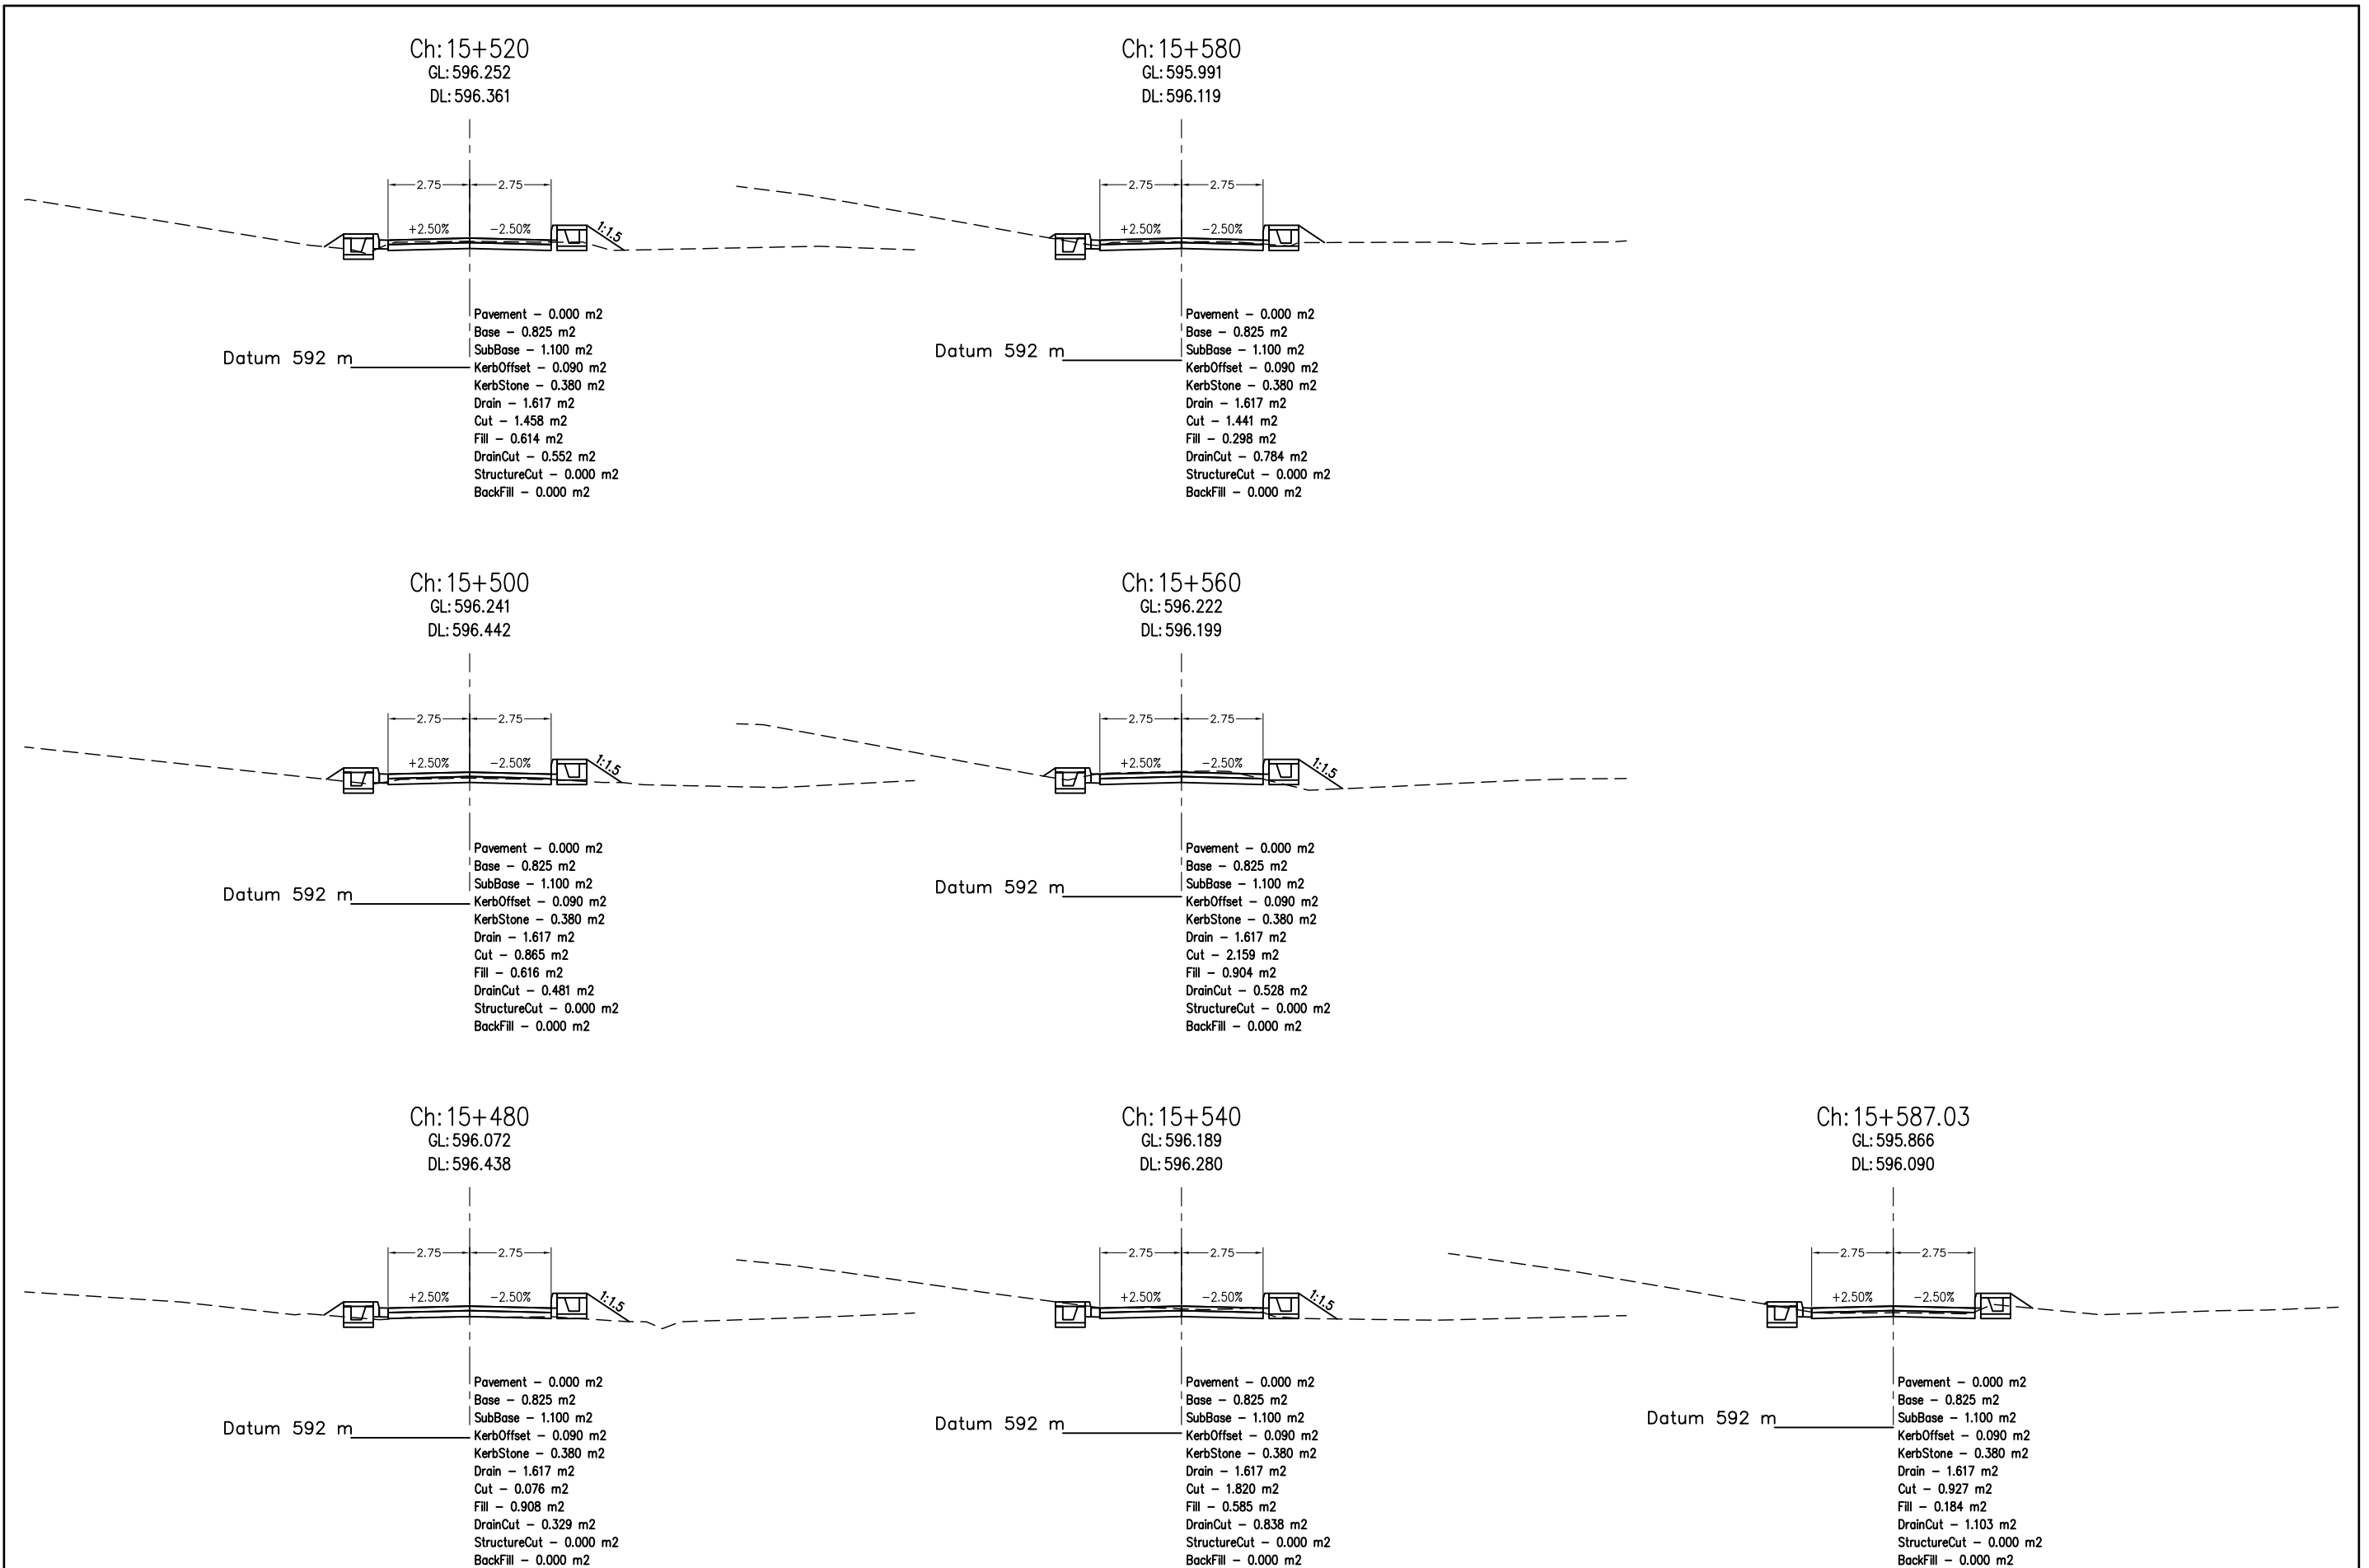 Ch:15+520
GL:596.252
DL:596.361
2.75 2.75
+2.50% -2.50%
1:1.5
Datum 592 m
Pavement - 0.000 m2
Base - 0.825 m2
SubBase - 1.100 m2
KerbOffset - 0.090 m2
KerbStone - 0.380 m2
Drain - 1.617 m2
Cut - 1.458 m2
Fill - 0.614 m2
DrainCut - 0.552 m2
StructureCut - 0.000 m2
BackFill - 0.000 m2
Ch:15+580
GL:595.991
DL:596.119
2.75 2.75
+2.50% -2.50%
Datum 592 m
Pavement - 0.000 m2
Base - 0.825 m2
SubBase - 1.100 m2
KerbOffset - 0.090 m2
KerbStone - 0.380 m2
Drain - 1.617 m2
Cut - 1.441 m2
Fill - 0.298 m2
DrainCut - 0.784 m2
StructureCut - 0.000 m2
BackFill - 0.000 m2
Ch:15+500
GL:596.241
DL:596.442
2.75 2.75
+2.50% -2.50%
1:1.5
Datum 592 m
Pavement - 0.000 m2
Base - 0.825 m2
SubBase - 1.100 m2
KerbOffset - 0.090 m2
KerbStone - 0.380 m2
Drain - 1.617 m2
Cut - 0.865 m2
Fill - 0.616 m2
DrainCut - 0.481 m2
StructureCut - 0.000 m2
BackFill - 0.000 m2
Ch:15+560
GL:596.222
DL:596.199
2.75 2.75
+2.50% -2.50%
1:1.5
Datum 592 m
Pavement - 0.000 m2
Base - 0.825 m2
SubBase - 1.100 m2
KerbOffset - 0.090 m2
KerbStone - 0.380 m2
Drain - 1.617 m2
Cut - 2.159 m2
Fill - 0.904 m2
DrainCut - 0.528 m2
StructureCut - 0.000 m2
BackFill - 0.000 m2
Ch:15+480
GL:596.072
DL:596.438
2.75 2.75
+2.50% -2.50%
1:1.5
Datum 592 m
Pavement - 0.000 m2
Base - 0.825 m2
SubBase - 1.100 m2
KerbOffset - 0.090 m2
KerbStone - 0.380 m2
Drain - 1.617 m2
Cut - 0.076 m2
Fill - 0.908 m2
DrainCut - 0.329 m2
StructureCut - 0.000 m2
BackFill - 0.000 m2
Ch:15+540
GL:596.189
DL:596.280
2.75 2.75
+2.50% -2.50%
1:1.5
Datum 592 m
Pavement - 0.000 m2
Base - 0.825 m2
SubBase - 1.100 m2
KerbOffset - 0.090 m2
KerbStone - 0.380 m2
Drain - 1.617 m2
Cut - 1.820 m2
Fill - 0.585 m2
DrainCut - 0.838 m2
StructureCut - 0.000 m2
BackFill - 0.000 m2
Ch:15+587.03
GL:595.866
DL:596.090
2.75 2.75
+2.50% -2.50%
Datum 592 m
Pavement - 0.000 m2
Base - 0.825 m2
SubBase - 1.100 m2
KerbOffset - 0.090 m2
KerbStone - 0.380 m2
Drain - 1.617 m2
Cut - 0.927 m2
Fill - 0.184 m2
DrainCut - 1.103 m2
StructureCut - 0.000 m2
BackFill - 0.000 m2